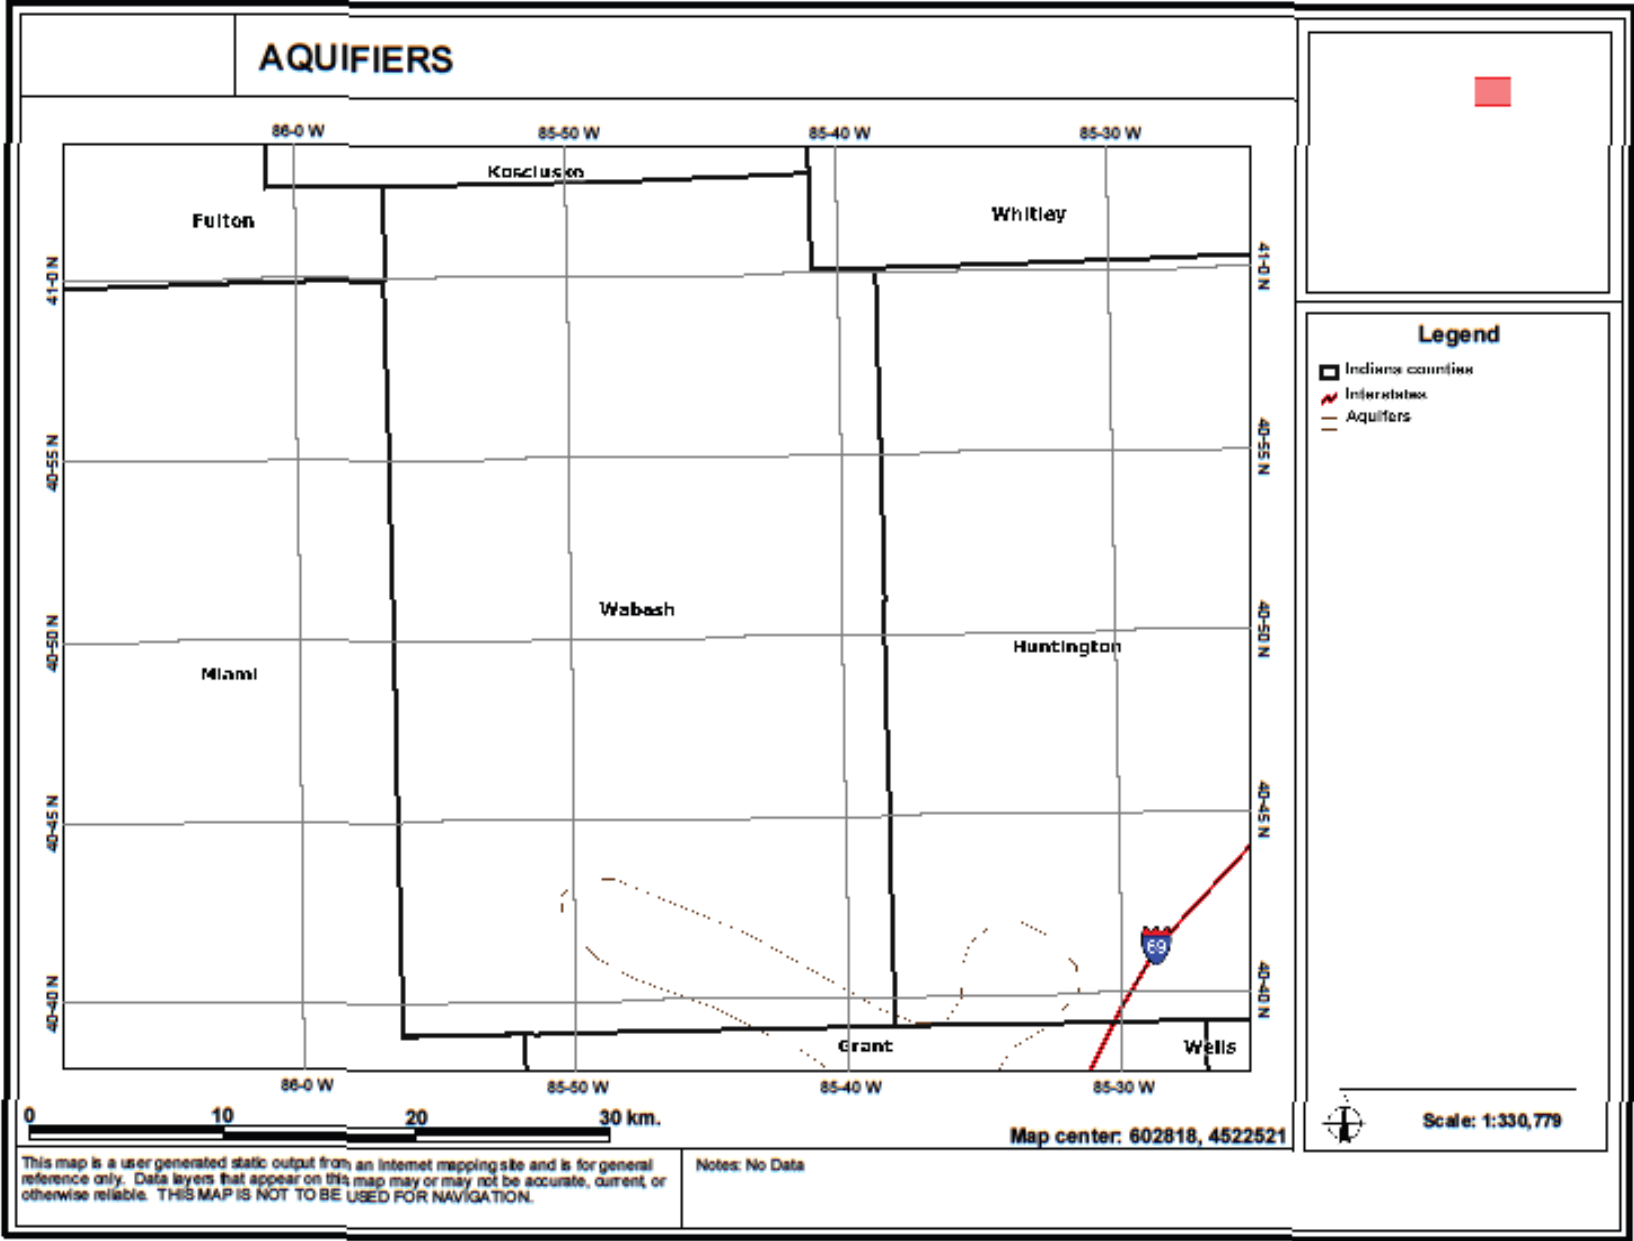 AQUIFIERS
86-0 W
85-50 W
85-40 W
85-30 W
Kosciusko
Fulton
Whitley
41-0 N
41-0 N
40-55 N
40-55 N
Wabash
40-50 N
40-50 N
Huntington
Miami
40-45 N
40-45 N
69
40-40 N
40-40 N
Grant
Wells
86-0 W
85-50 W
85-40 W
85-30 W
0 10 20 30 km.
Map center: 602818, 4522521
This map is a user generated static output from an Internet mapping site and is for general
reference only. Data layers that appear on this map may or may not be accurate, current, or
otherwise reliable. THIS MAP IS NOT TO BE USED FOR NAVIGATION.
Notes: No Data
Legend
Indiana counties
Interstates
Aquifers
Scale: 1:330,779